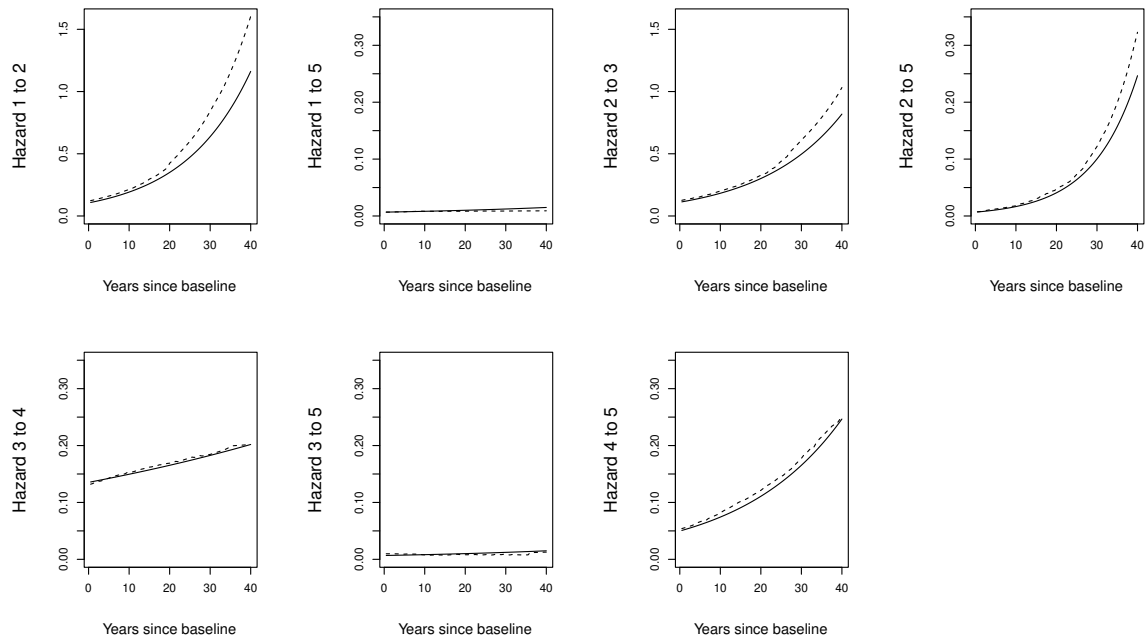 Hazard 1 to 2
0.0 0.5 1.0 1.5
0 10 20 30 40
Years since baseline
Hazard 1 to 5
0.00 0.10 0.20 0.30
0 10 20 30 40
Years since baseline
Hazard 2 to 3
0.0 0.5 1.0 1.5
0 10 20 30 40
Years since baseline
Hazard 2 to 5
0.00 0.10 0.20 0.30
0 10 20 30 40
Years since baseline
Hazard 3 to 4
0.00 0.10 0.20 0.30
0 10 20 30 40
Years since baseline
Hazard 3 to 5
0.00 0.10 0.20 0.30
0 10 20 30 40
Years since baseline
Hazard 4 to 5
0.00 0.10 0.20 0.30
0 10 20 30 40
Years since baseline